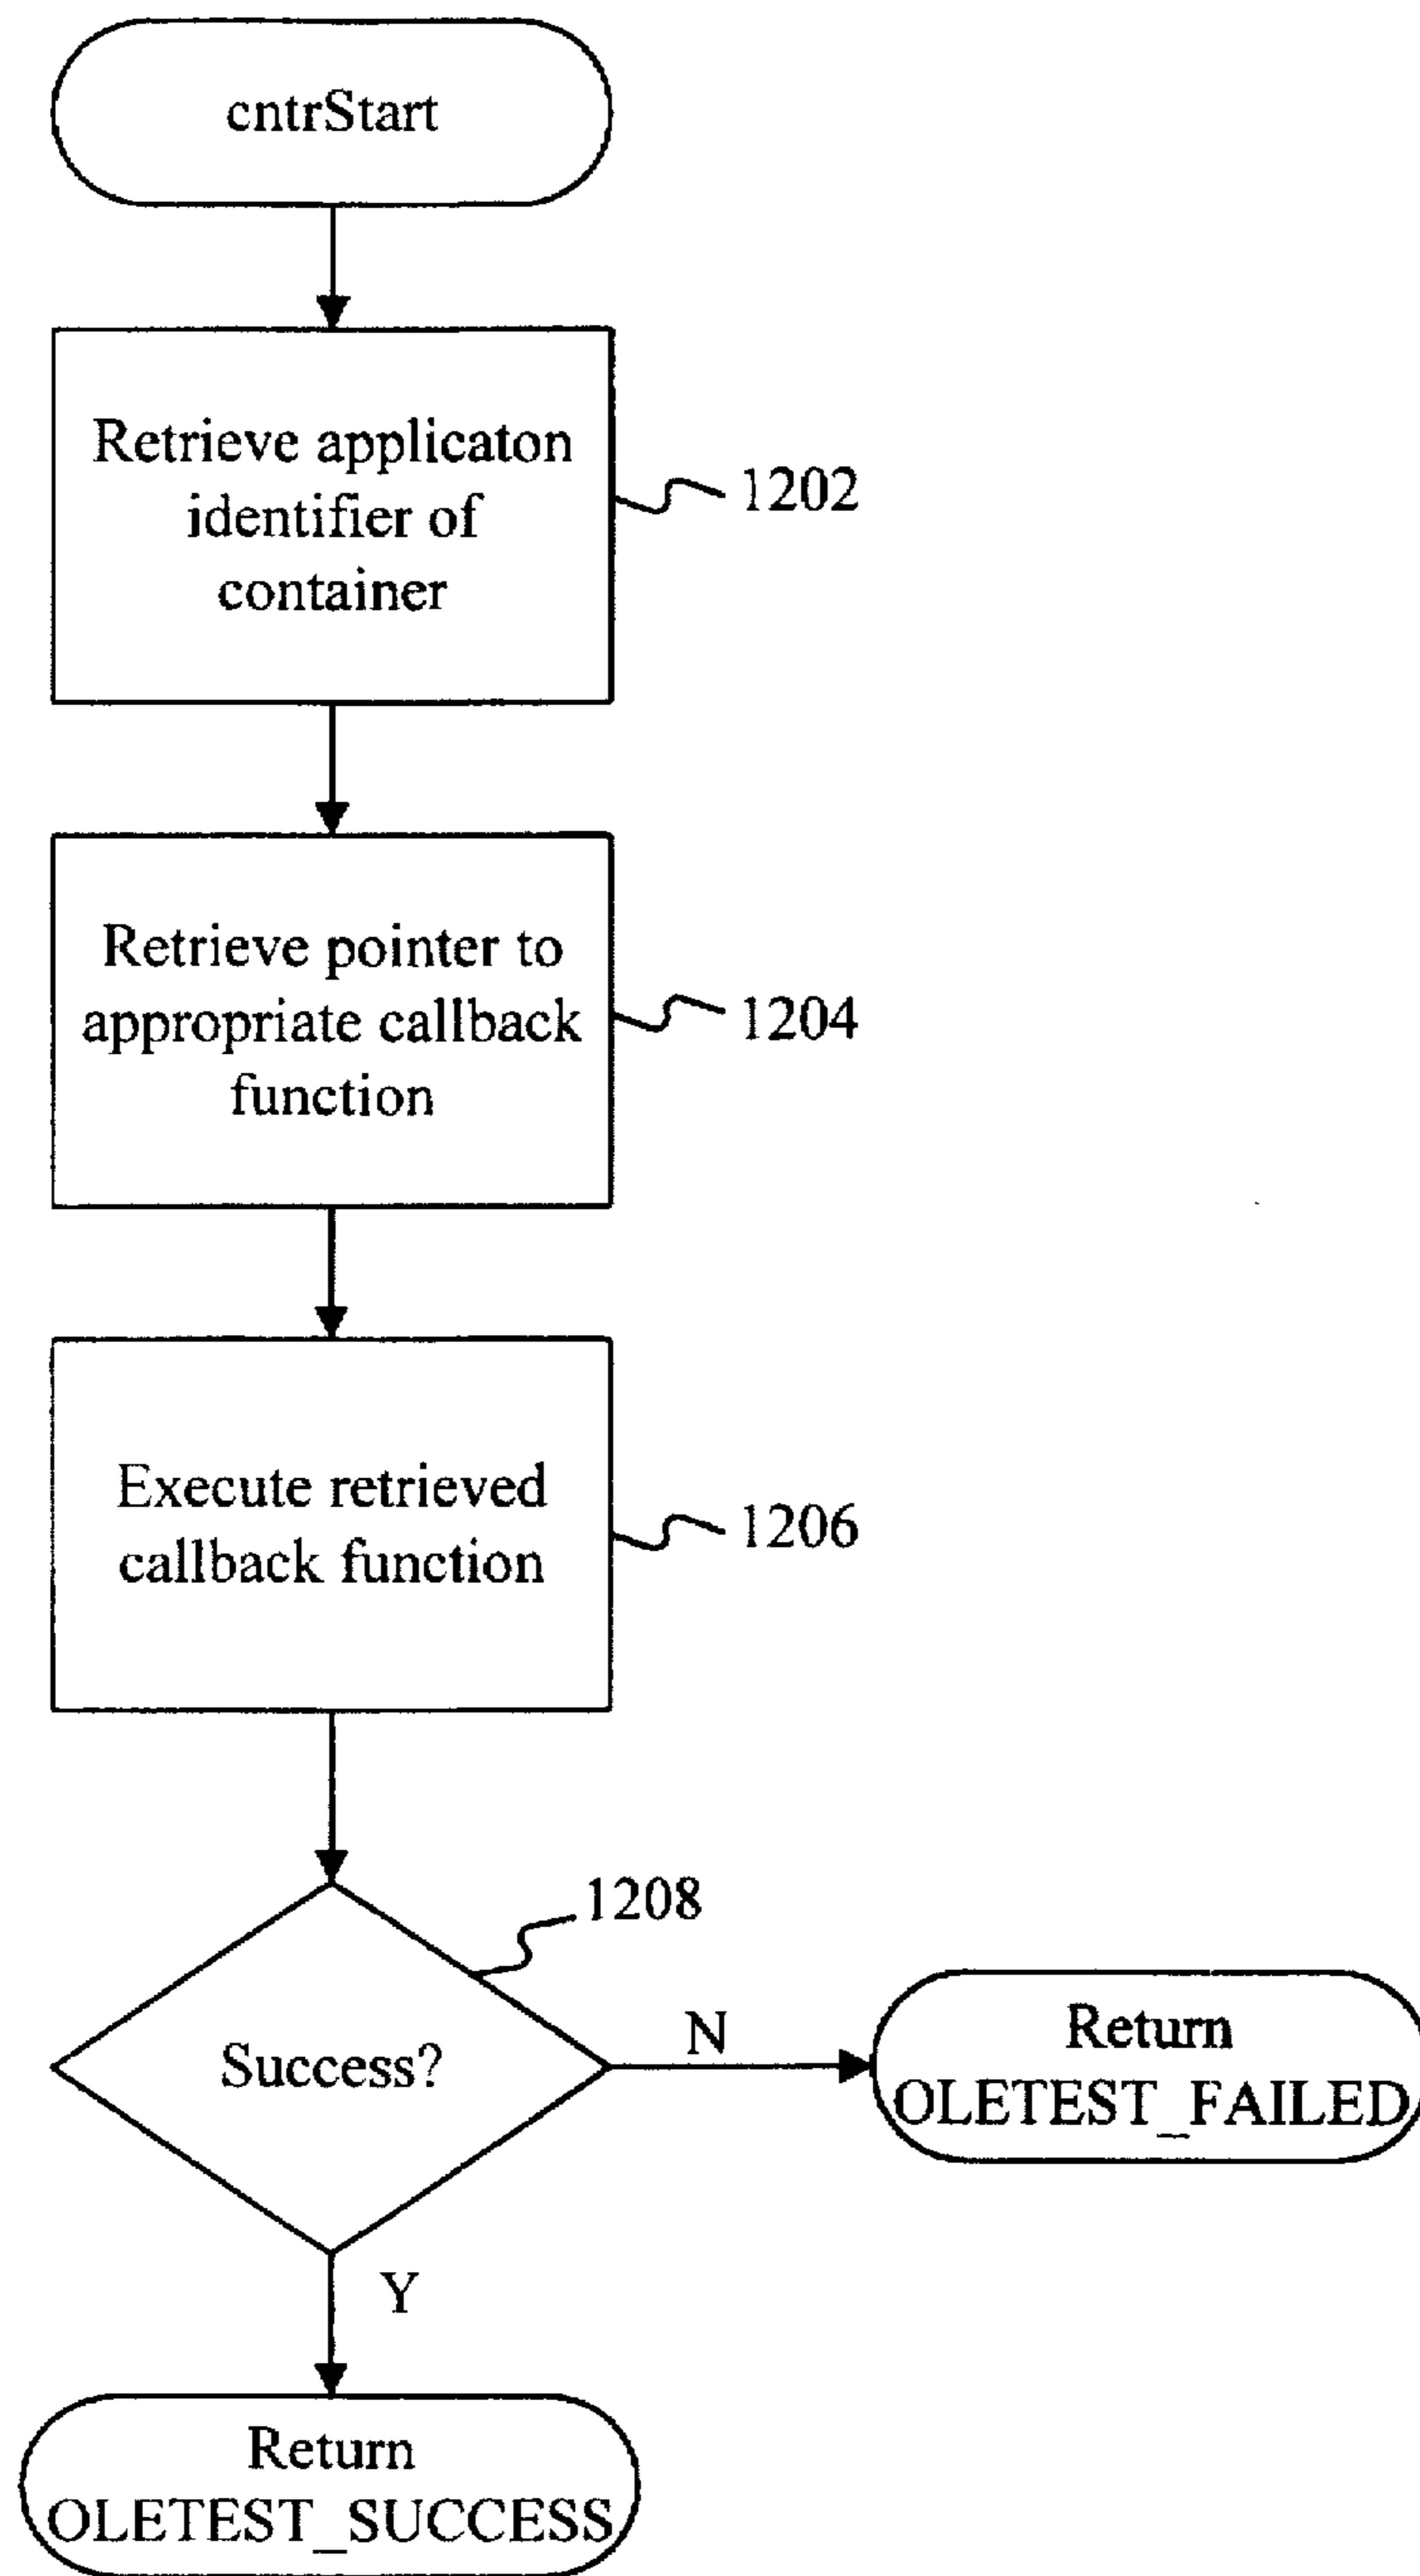 cntrStart
Retrieve applicaton
identifier of
container
1202
Retrieve pointer to
appropriate callback
function
1204
Execute retrieved
callback function
1206
1208
Success?
N
Return
OLETEST_FAILED
Y
Return
OLETEST_SUCCESS